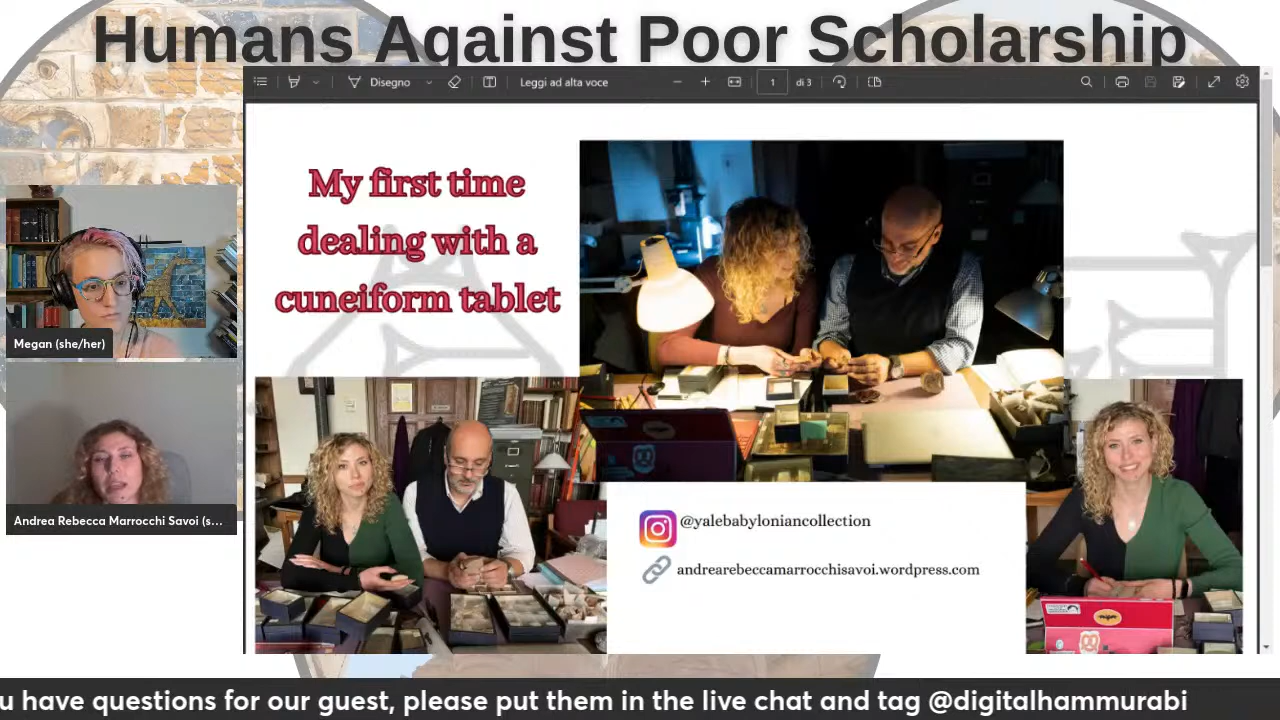 Humans Against Poor Scholarship
Disegno
Leggi ad alta voce
1
di 3
My first time
dealing with a
cuneiform tablet
Megan (she/her)
Andrea Rebecca Marrocchi Savoi (s...
@yalebabyloniancollection
andrearebeccamarrocchisavoi.wordpress.com
u have questions for our guest, please put them in the live chat and tag @digitalhammurabi